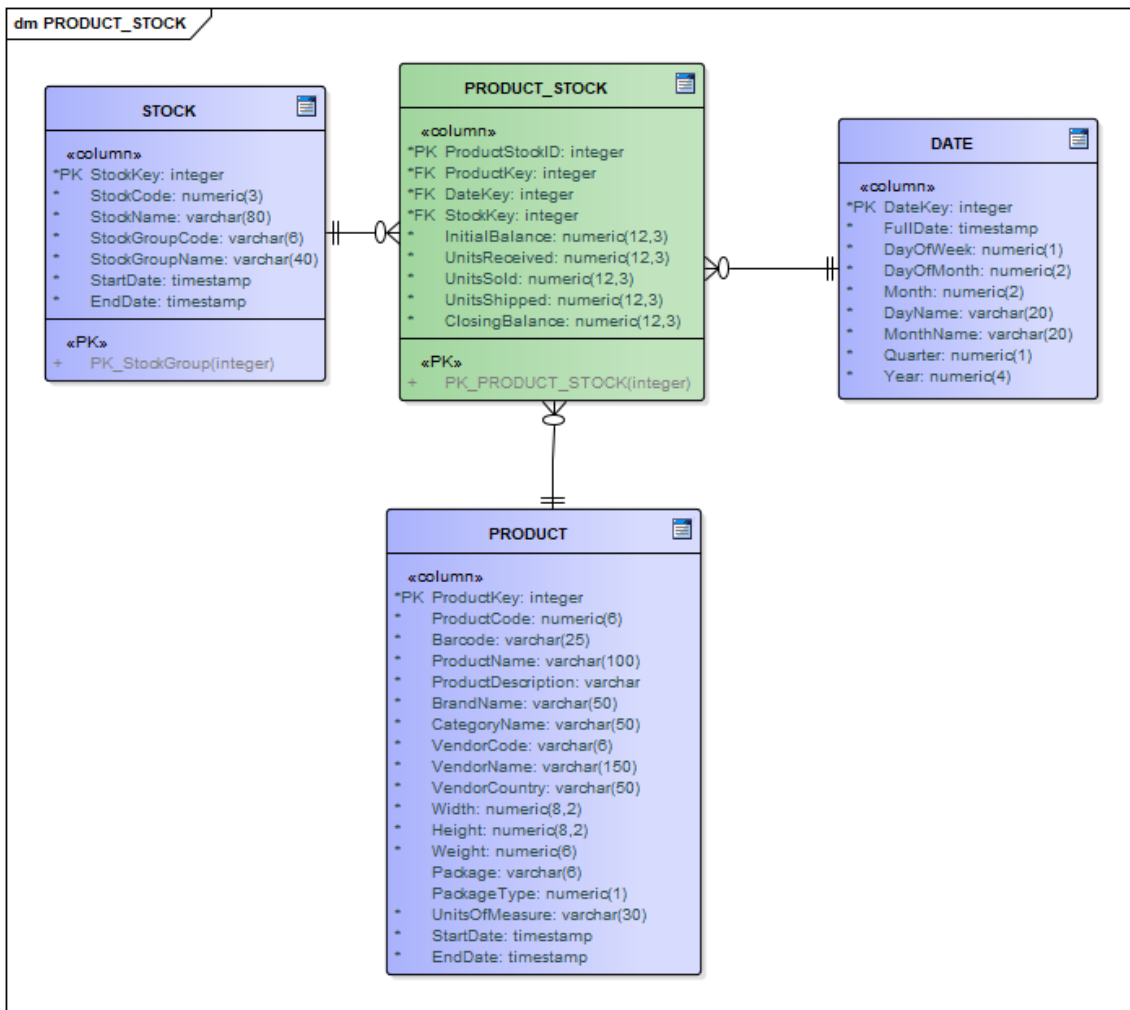 dm PRODUCT_STOCK
STOCK
«column»
*PK StockKey: integer
* StockCode: numeric(3)
* StockName: varchar(80)
* StockGroupCode: varchar(6)
* StockGroupName: varchar(40)
* StartDate: timestamp
* EndDate: timestamp
«PK»
+ PK_StockGroup(integer)
PRODUCT_STOCK
«column»
*PK ProductStockID: integer
*FK ProductKey: integer
*FK DateKey: integer
*FK StockKey: integer
* InitialBalance: numeric(12,3)
* UnitsReceived: numeric(12,3)
* UnitsSold: numeric(12,3)
* UnitsShipped: numeric(12,3)
* ClosingBalance: numeric(12,3)
«PK»
+ PK_PRODUCT_STOCK(integer)
DATE
«column»
*PK DateKey: integer
* FullDate: timestamp
* DayOfWeek: numeric(1)
* DayOfMonth: numeric(2)
* Month: numeric(2)
* DayName: varchar(20)
* MonthName: varchar(20)
* Quarter: numeric(1)
* Year: numeric(4)
PRODUCT
«column»
*PK ProductKey: integer
* ProductCode: numeric(6)
* Barcode: varchar(25)
* ProductName: varchar(100)
* ProductDescription: varchar
* BrandName: varchar(50)
* CategoryName: varchar(50)
* VendorCode: varchar(6)
* VendorName: varchar(150)
* VendorCountry: varchar(50)
* Width: numeric(8,2)
* Height: numeric(8,2)
* Weight: numeric(6)
Package: varchar(6)
PackageType: numeric(1)
* UnitsOfMeasure: varchar(30)
* StartDate: timestamp
* EndDate: timestamp